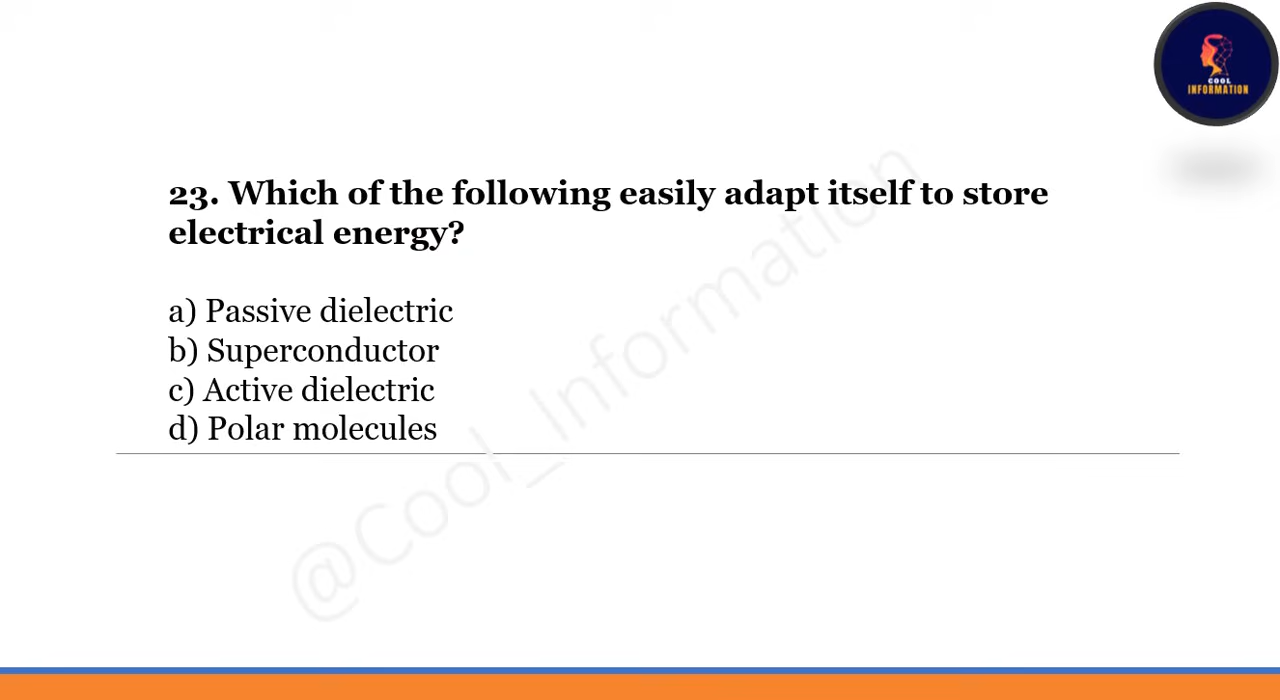 COOL
INFORMATION
23. Which of the following easily adapt itself to store
electrical energy?
a) Passive dielectric
b) Superconductor
c) Active dielectric
d) Polar molecules
@Cool_Information